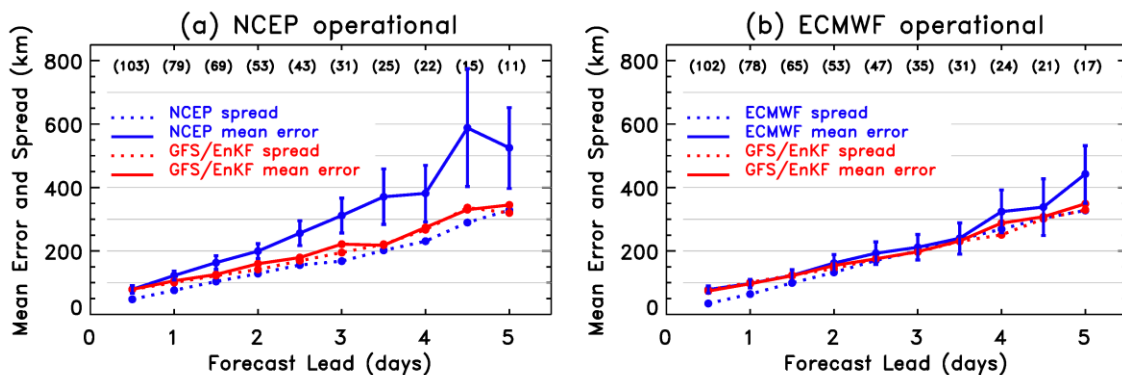 (a) NCEP operational
Mean Error and Spread (km)
800
600
400
200
0
(103) (79) (69) (53) (43) (31) (25) (22) (15) (11)
NCEP spread
NCEP mean error
GFS/EnKF spread
GFS/EnKF mean error
0 1 2 3 4 5
Forecast Lead (days)
(b) ECMWF operational
Mean Error and Spread (km)
800
600
400
200
0
(102) (78) (65) (53) (47) (35) (31) (24) (21) (17)
ECMWF spread
ECMWF mean error
GFS/EnKF spread
GFS/EnKF mean error
0 1 2 3 4 5
Forecast Lead (days)